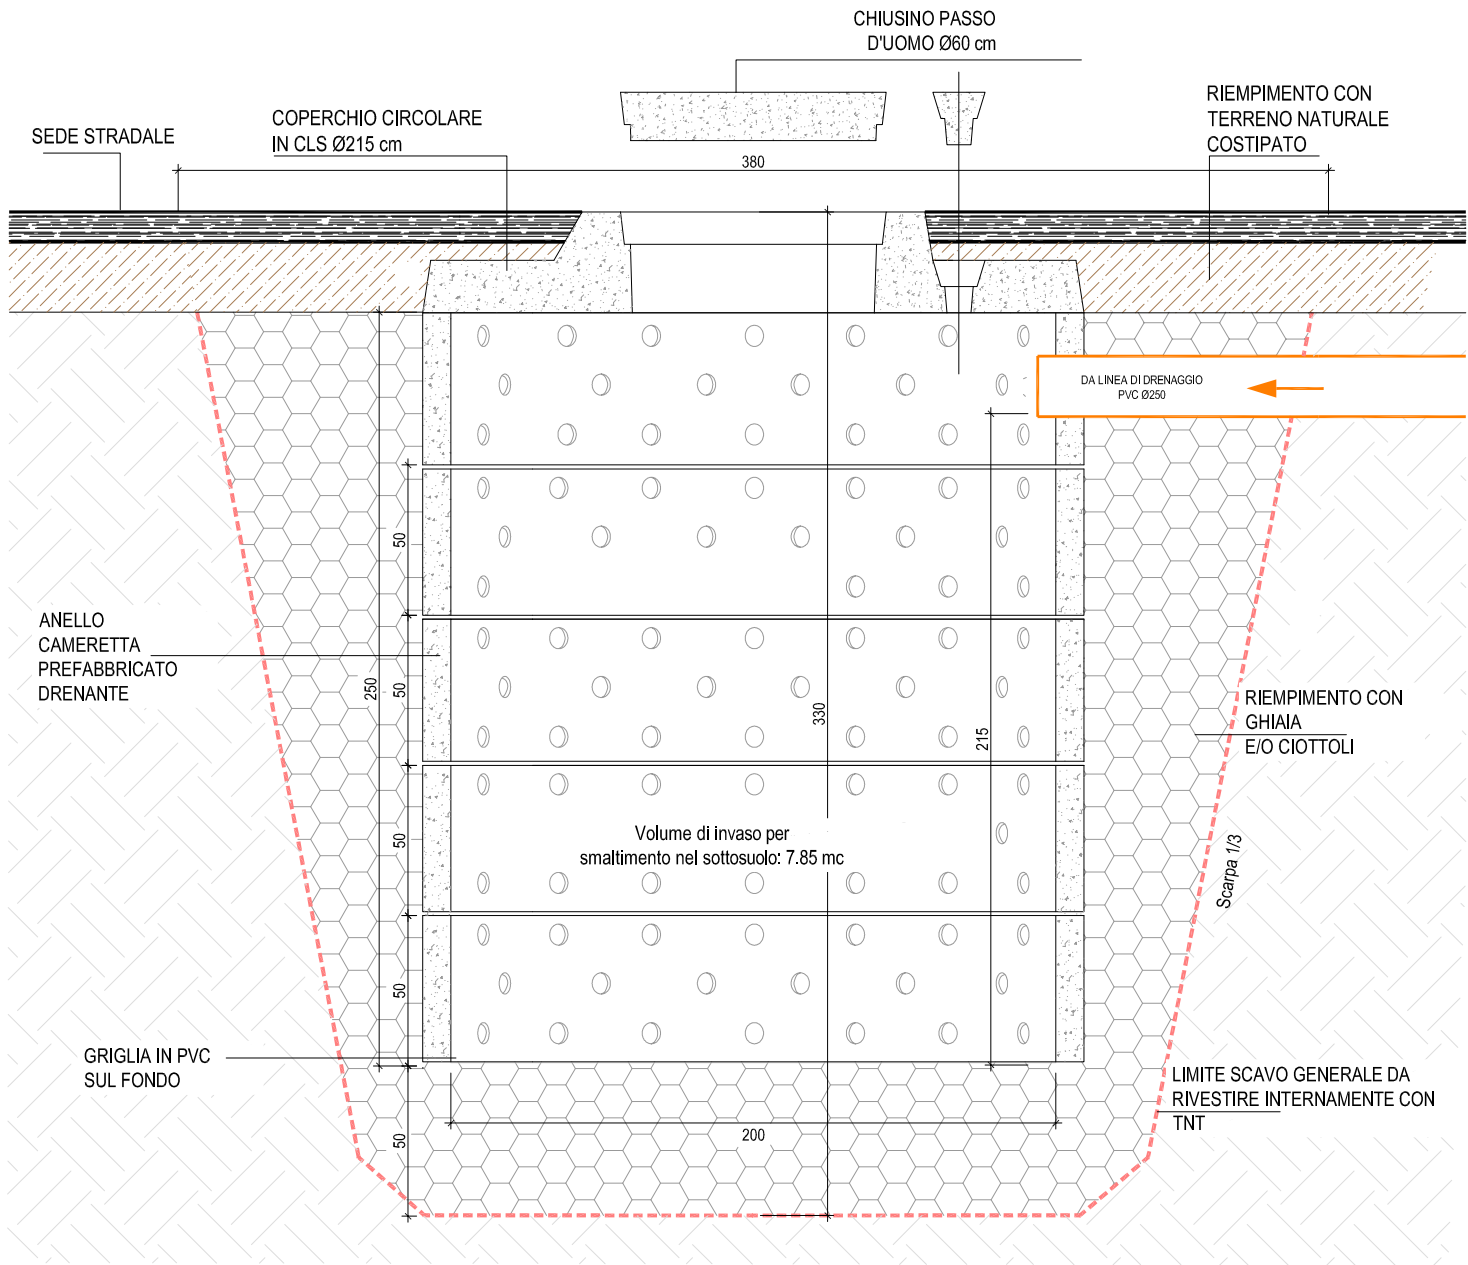 CHIUSINO PASSO
D'UOMO Ø60 cm
SEDE STRADALE
COPERCHIO CIRCOLARE
IN CLS Ø215 cm
RIEMPIMENTO CON
TERRENO NATURALE
COSTIPATO
380
DA LINEA DI DRENAGGIO
PVC Ø250
50
ANELLO
CAMERETTA
PREFABBRICATO
DRENANTE
250
50
330
215
RIEMPIMENTO CON
GHIAIA
E/O CIOTTOLI
50
Volume di invaso per
smaltimento nel sottosuolo: 7.85 mc
Scarpa 1/3
50
GRIGLIA IN PVC
SUL FONDO
LIMITE SCAVO GENERALE DA
RIVESTIRE INTERNAMENTE CON
TNT
50
200